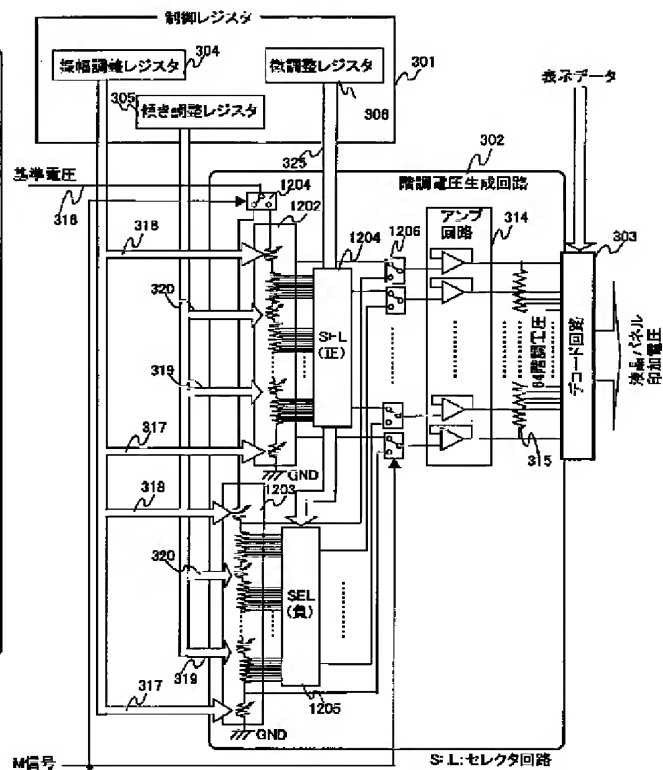 制御レジスタ
振幅調整レジスタ
304
微調整レジスタ
301
305
傾き調整レジスタ
306
表示データ
325
302
基準電圧
316
1204
階調電圧生成回路
1202
アンプ
回路
314
318
1204
1206
303
320
SEL
(正)
64階調電圧
デコード回路
液晶パネル
印加電圧
319
317
315
GND
318
1203
320
SEL
(負)
319
317
1205
GND
M信号
SEL:セレクタ回路